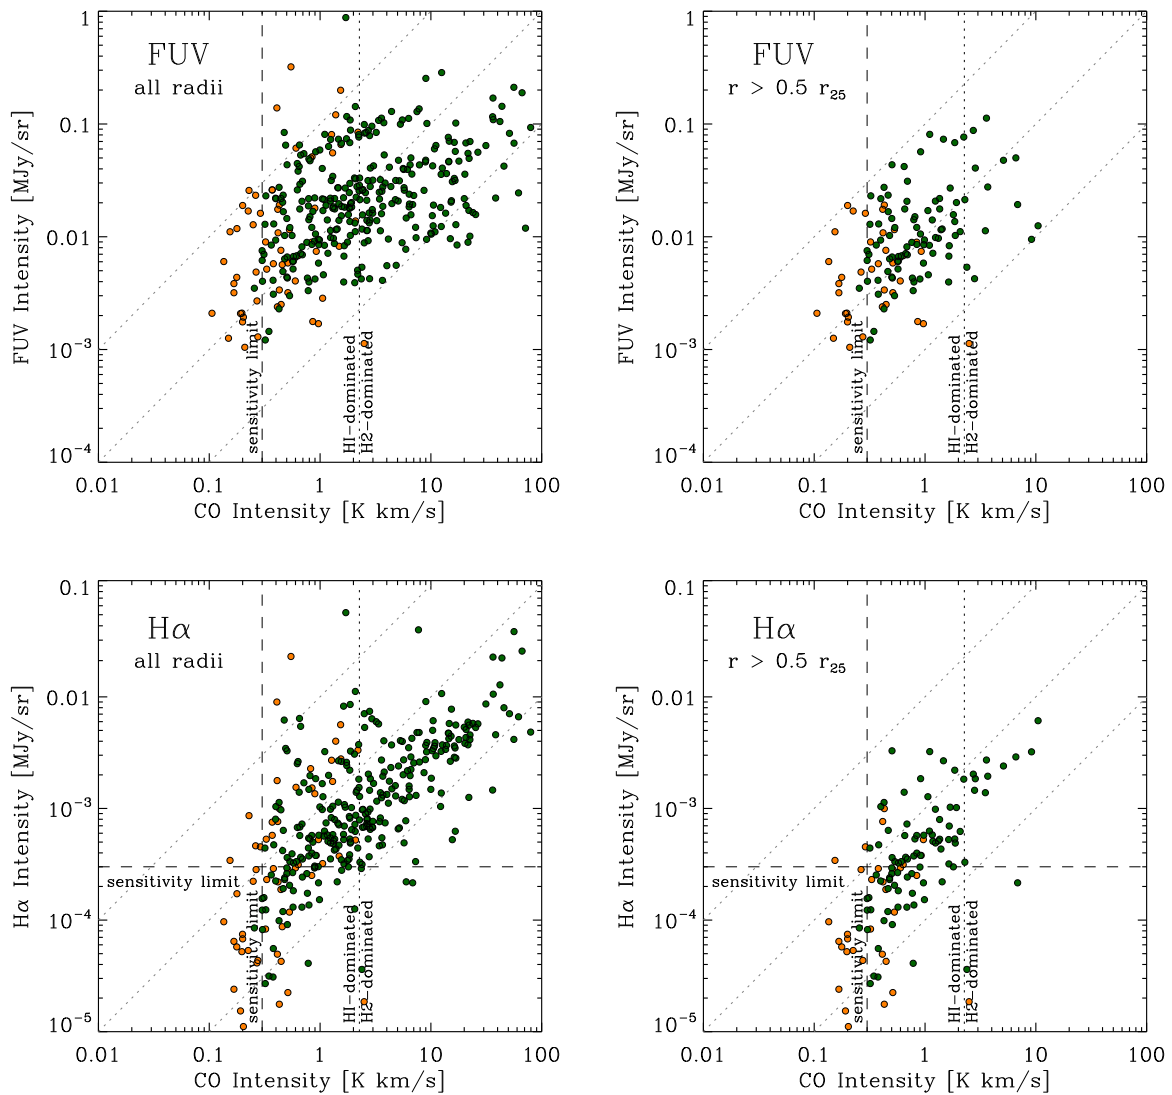 FUV
all radii
1
0.1
0.01
10−3
10−4
FUV Intensity [MJy/sr]
sensitivity limit
HI−dominated
H2−dominated
0.01 0.1 1 10 100
CO Intensity [K km/s]
FUV
r > 0.5 r25
1
0.1
0.01
10−3
10−4
FUV Intensity [MJy/sr]
sensitivity limit
HI−dominated
H2−dominated
0.01 0.1 1 10 100
CO Intensity [K km/s]
Hα
all radii
0.1
0.01
10−3
10−4
10−5
Hα Intensity [MJy/sr]
sensitivity limit
sensitivity limit
HI−dominated
H2−dominated
0.01 0.1 1 10 100
CO Intensity [K km/s]
Hα
r > 0.5 r25
0.1
0.01
10−3
10−4
10−5
Hα Intensity [MJy/sr]
sensitivity limit
sensitivity limit
HI−dominated
H2−dominated
0.01 0.1 1 10 100
CO Intensity [K km/s]